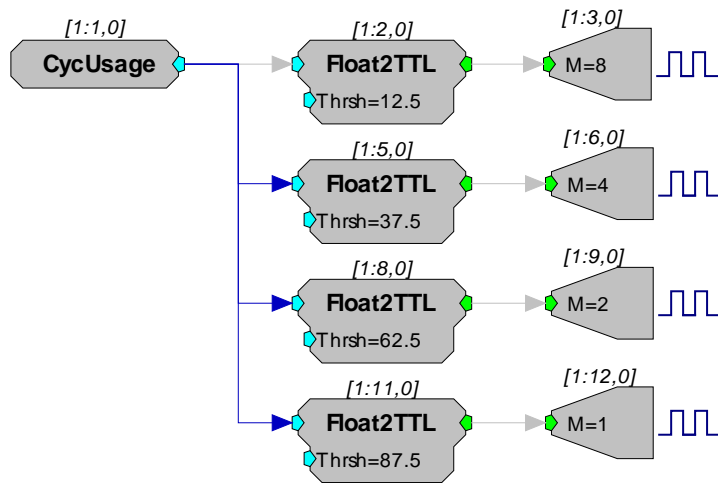 [1:1,0]
CycUsage
[1:2,0]
Float2TTL
Thrsh=12.5
[1:3,0]
M=8
[1:5,0]
Float2TTL
Thrsh=37.5
[1:6,0]
M=4
[1:8,0]
Float2TTL
Thrsh=62.5
[1:9,0]
M=2
[1:11,0]
Float2TTL
Thrsh=87.5
[1:12,0]
M=1